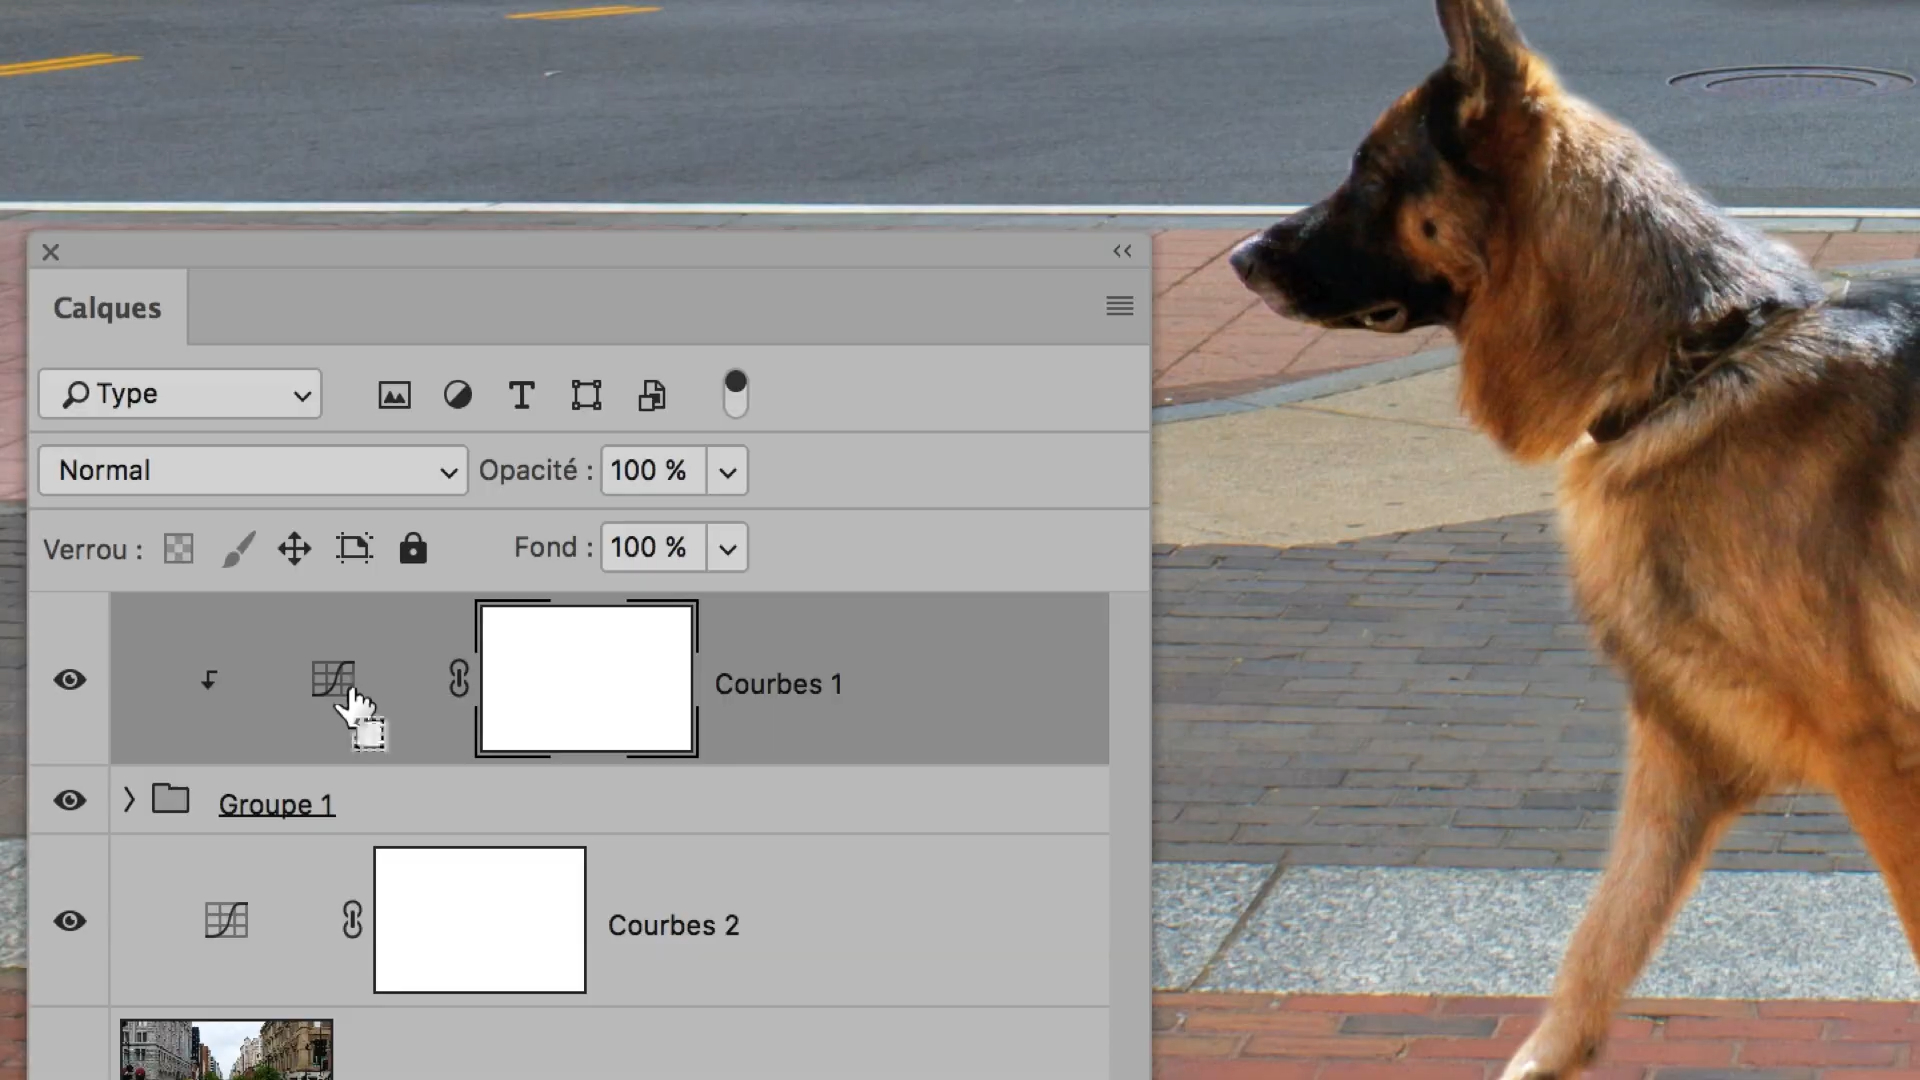 Calques
Type
Normal
Opacité : 100 %
Verrou :
Fond : 100 %
Courbes 1
Groupe 1
Courbes 2